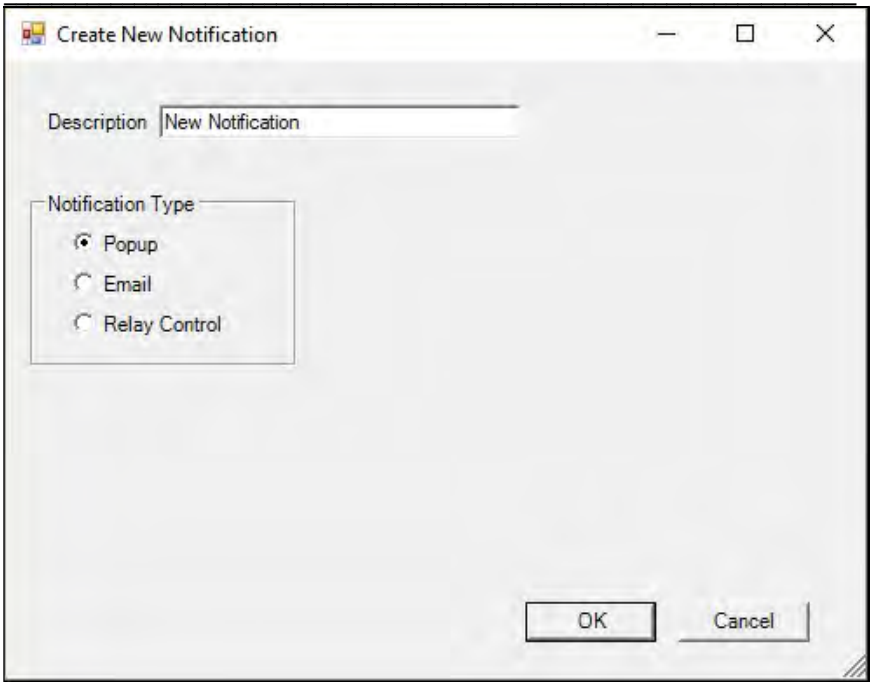 Create New Notification
Description New Notification
Notification Type
Popup
Email
Relay Control
OK Cancel